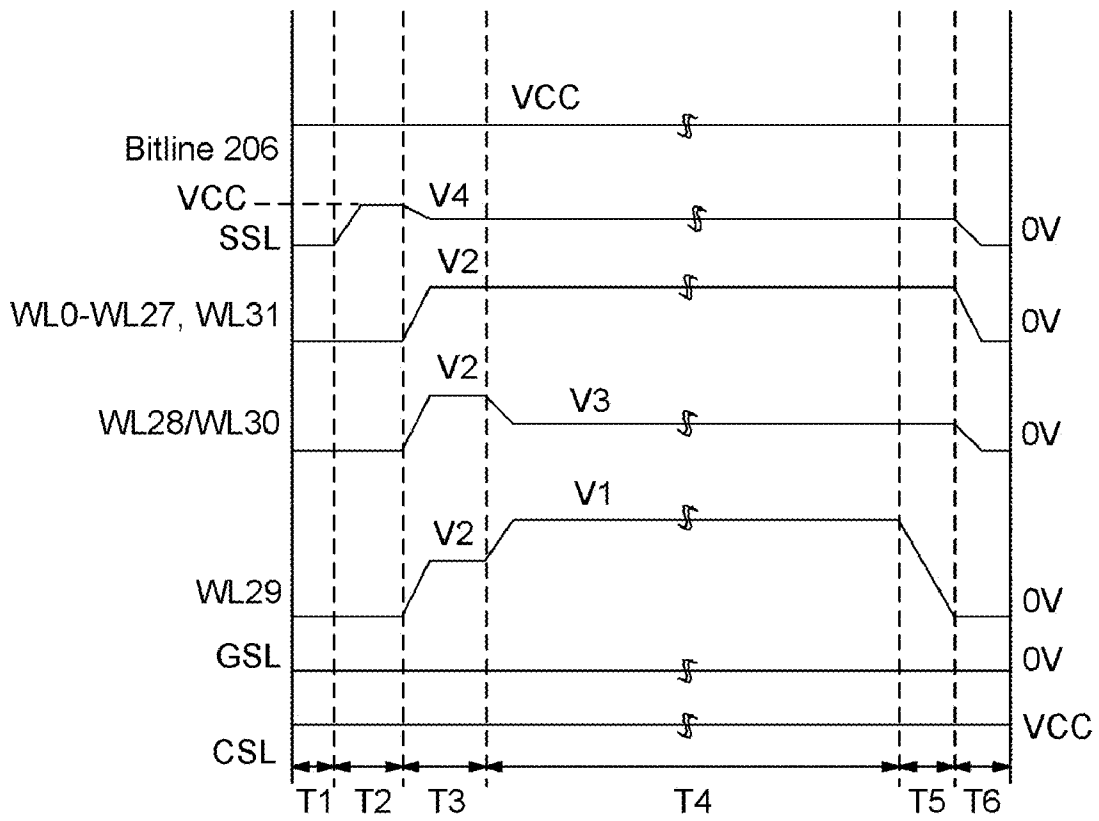 VCC
Bitline 206
VCC
V4
SSL
0V
V2
WL0-WL27, WL31
0V
V2
V3
WL28/WL30
0V
V1
V2
WL29
0V
GSL
0V
CSL
VCC
T1 T2 T3 T4 T5 T6